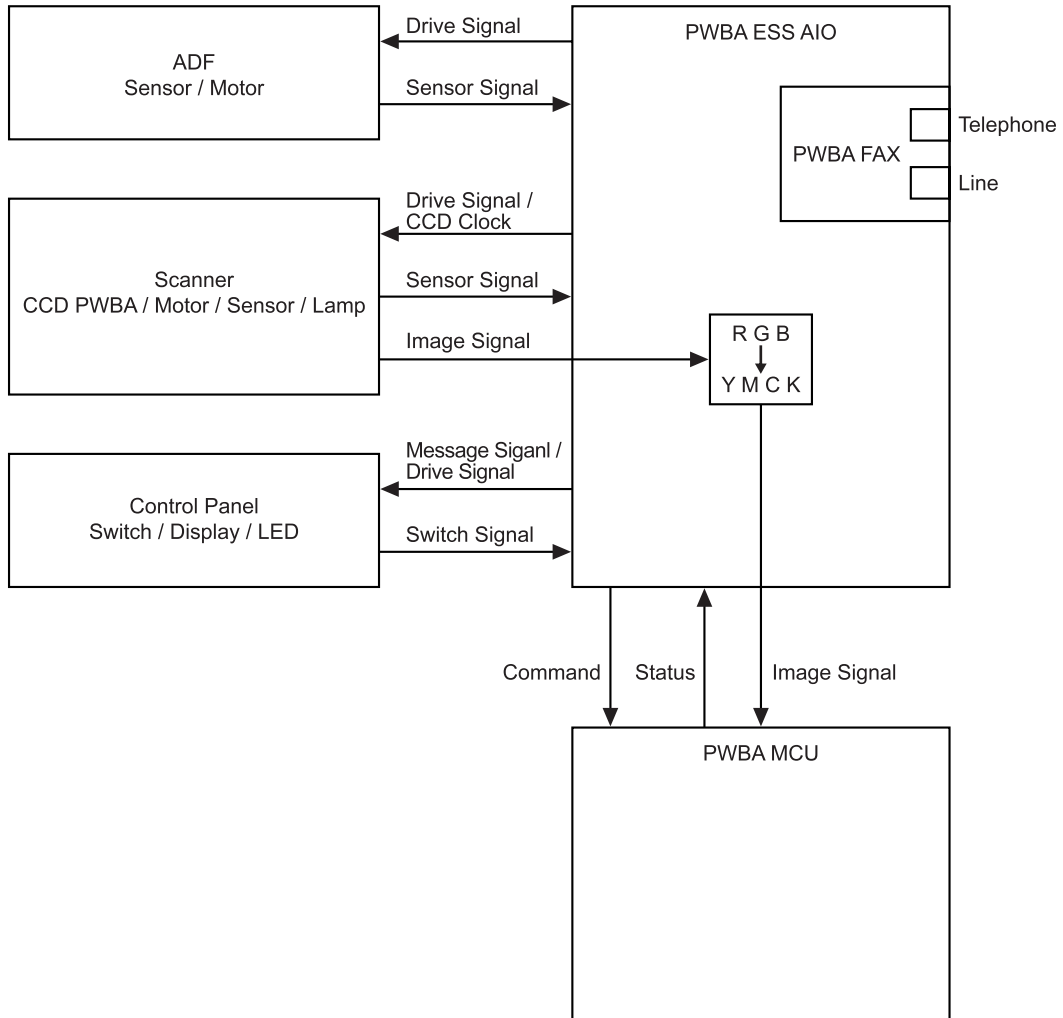 Drive Signal
PWBA ESS AIO
ADF
Sensor / Motor
Sensor Signal
Telephone
PWBA FAX
Line
Drive Signal /
CCD Clock
Scanner
CCD PWBA / Motor / Sensor / Lamp
Sensor Signal
Image Signal
R G B
Y M C K
Message Siganl /
Drive Signal
Control Panel
Switch / Display / LED
Switch Signal
Command
Status
Image Signal
PWBA MCU